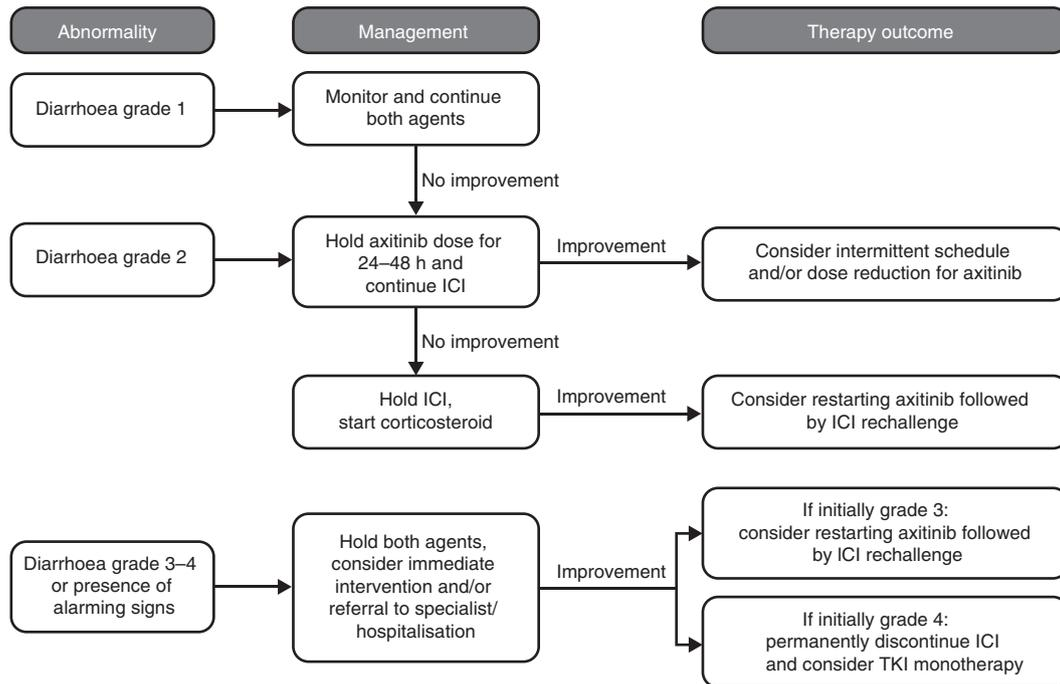 Abnormality
Management
Therapy outcome
Diarrhoea grade 1
Monitor and continue
both agents
No improvement
Diarrhoea grade 2
Hold axitinib dose for
24–48 h and
continue ICI
Improvement
Consider intermittent schedule
and/or dose reduction for axitinib
No improvement
Hold ICI,
start corticosteroid
Improvement
Consider restarting axitinib followed
by ICI rechallenge
Diarrhoea grade 3–4
or presence of
alarming signs
Hold both agents,
consider immediate
intervention and/or
referral to specialist/
hospitalisation
Improvement
If initially grade 3:
consider restarting axitinib followed
by ICI rechallenge
If initially grade 4:
permanently discontinue ICI
and consider TKI monotherapy